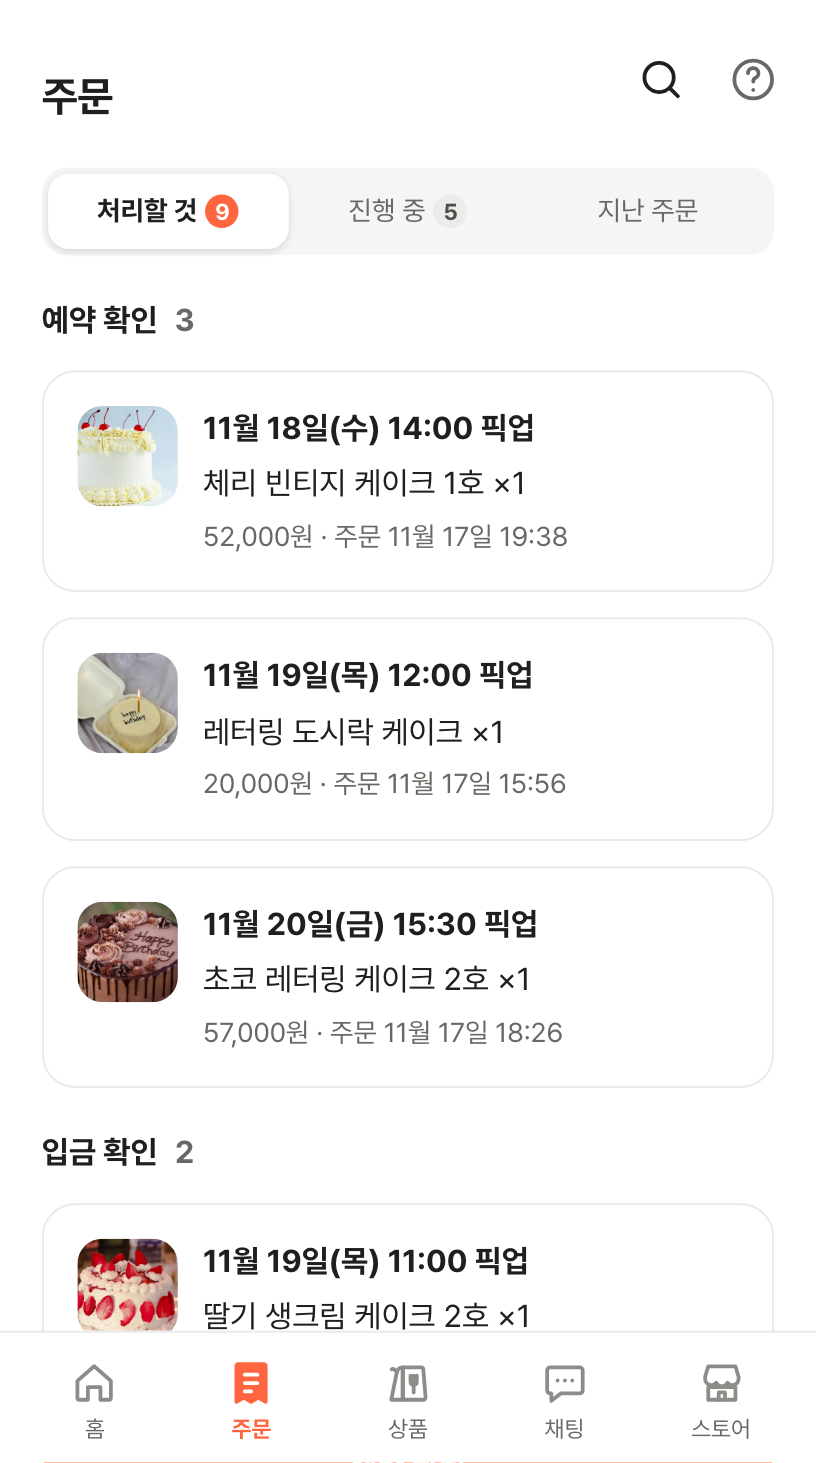 주문
처리할 것 9
진행 중 5
지난 주문
예약 확인 3
11월 18일(수) 14:00 픽업
체리 빈티지 케이크 1호 ×1
52,000원 · 주문 11월 17일 19:38
happy birthday
11월 19일(목) 12:00 픽업
레터링 도시락 케이크 ×1
20,000원 · 주문 11월 17일 15:56
Happy
Birthday
11월 20일(금) 15:30 픽업
초코 레터링 케이크 2호 ×1
57,000원 · 주문 11월 17일 18:26
입금 확인 2
11월 19일(목) 11:00 픽업
딸기 생크림 케이크 2호 ×1
홈
주문
상품
채팅
스토어